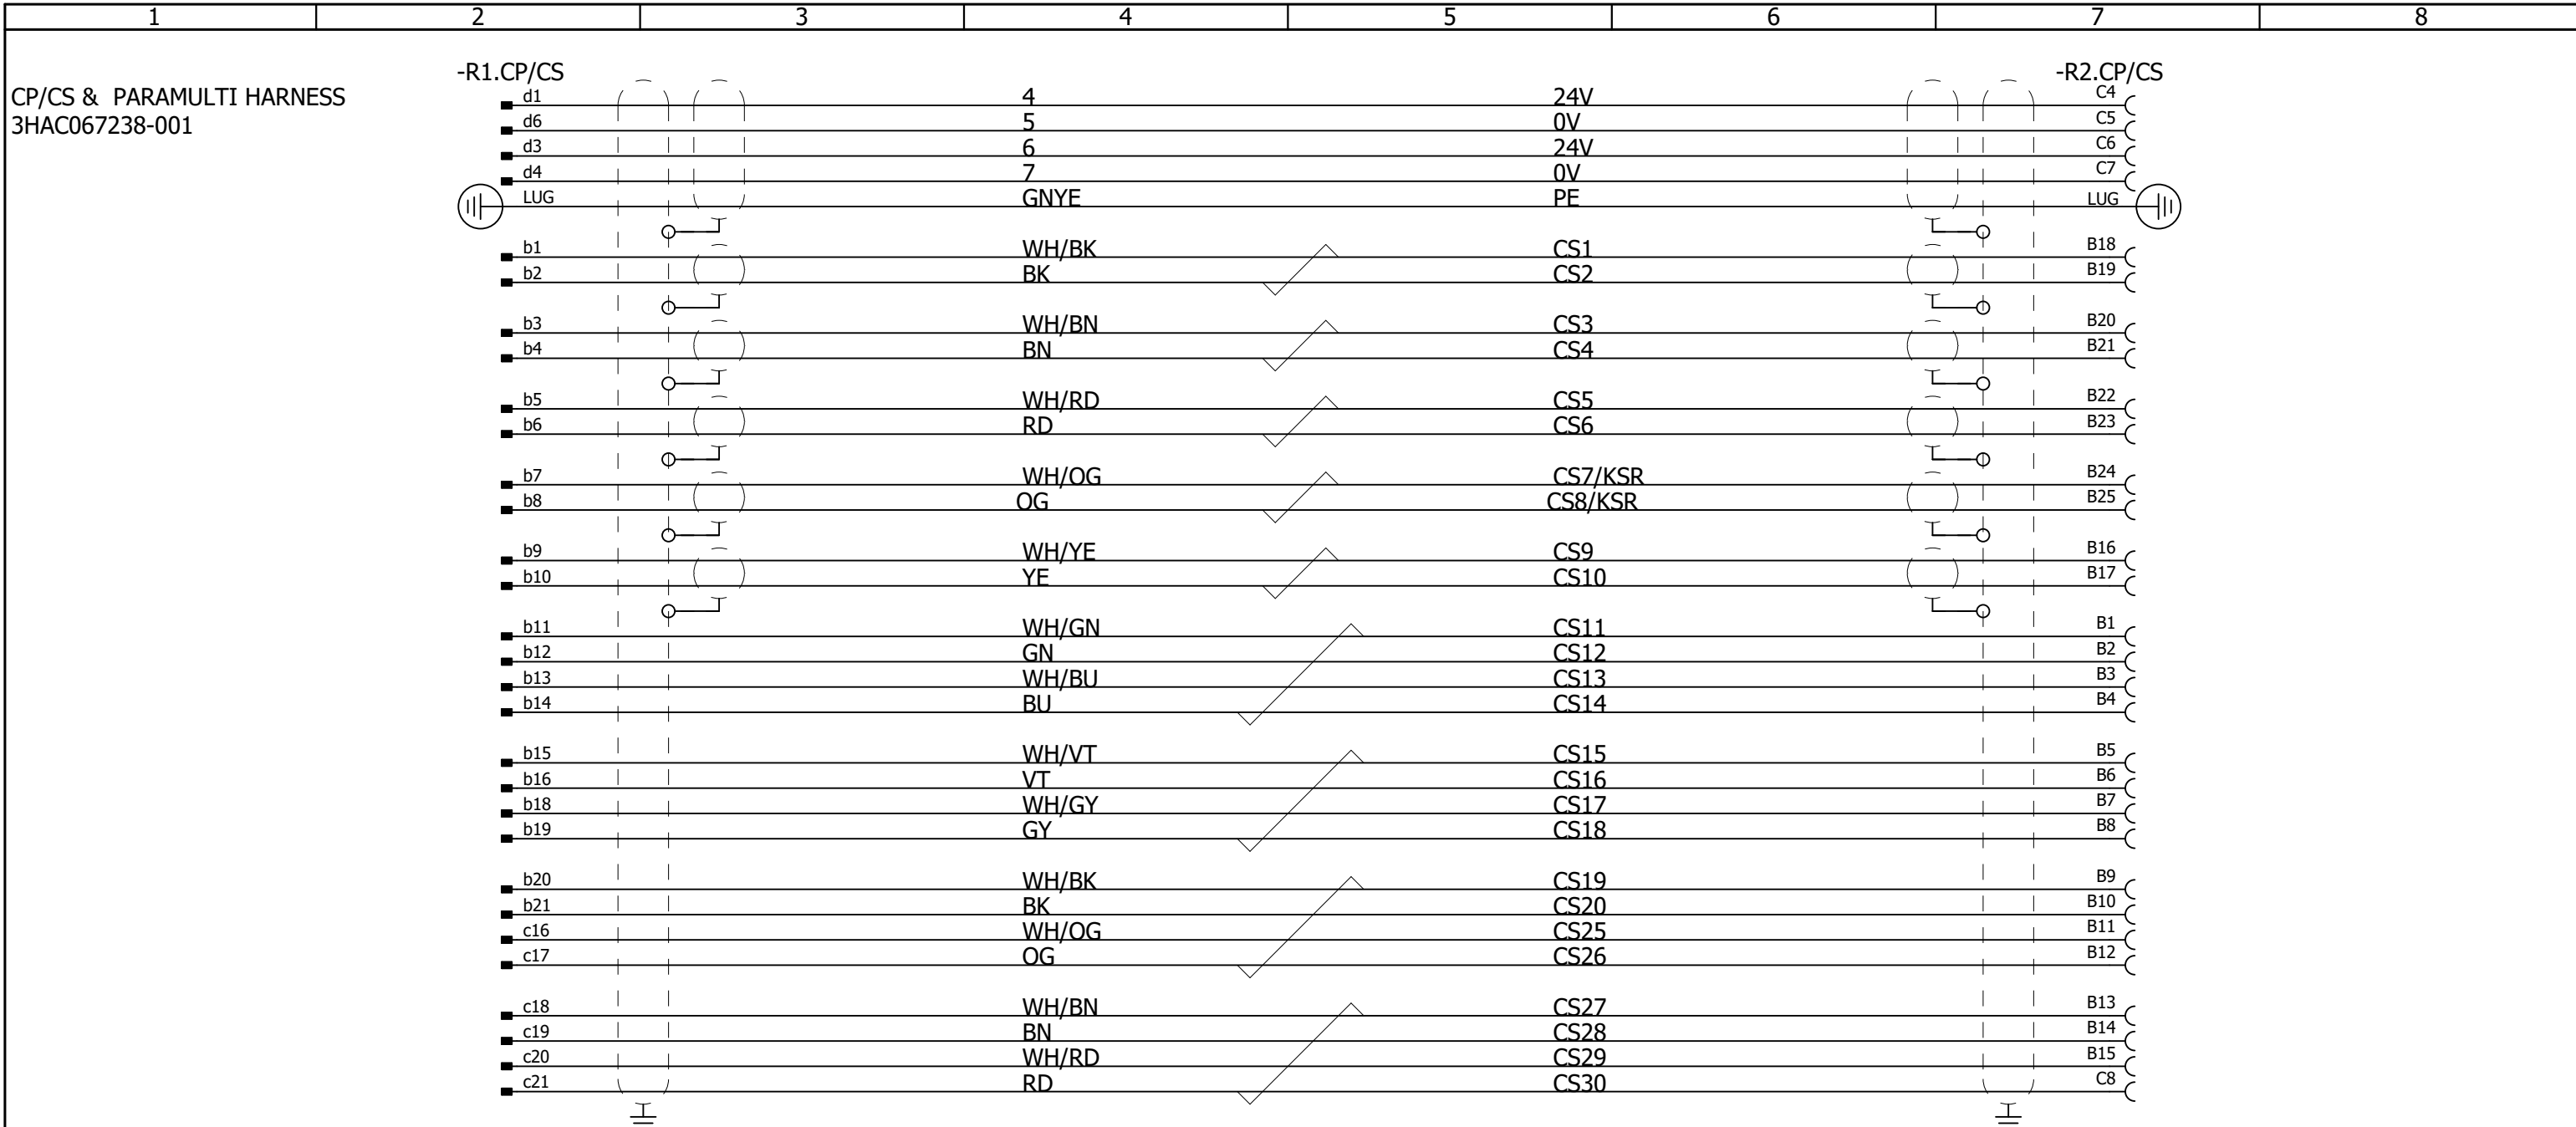 1 2 3 4 5 6 7 8
-R1.CP/CS -R2.CP/CS
CP/CS & PARAMULTI HARNESS
3HAC067238-001
d1 4 24V C4
d6 5 0V C5
d3 6 24V C6
d4 7 0V C7
LUG GNYE PE LUG
b1 WH/BK CS1 B18
b2 BK CS2 B19
b3 WH/BN CS3 B20
b4 BN CS4 B21
b5 WH/RD CS5 B22
b6 RD CS6 B23
b7 WH/OG CS7/KSR B24
b8 OG CS8/KSR B25
b9 WH/YE CS9 B16
b10 YE CS10 B17
b11 WH/GN CS11 B1
b12 GN CS12 B2
b13 WH/BU CS13 B3
b14 BU CS14 B4
b15 WH/VT CS15 B5
b16 VT CS16 B6
b18 WH/GY CS17 B7
b19 GY CS18 B8
b20 WH/BK CS19 B9
b21 BK CS20 B10
c16 WH/OG CS25 B11
c17 OG CS26 B12
c18 WH/BN CS27 B13
c19 BN CS28 B14
c20 WH/RD CS29 B15
c21 RD CS30 C8